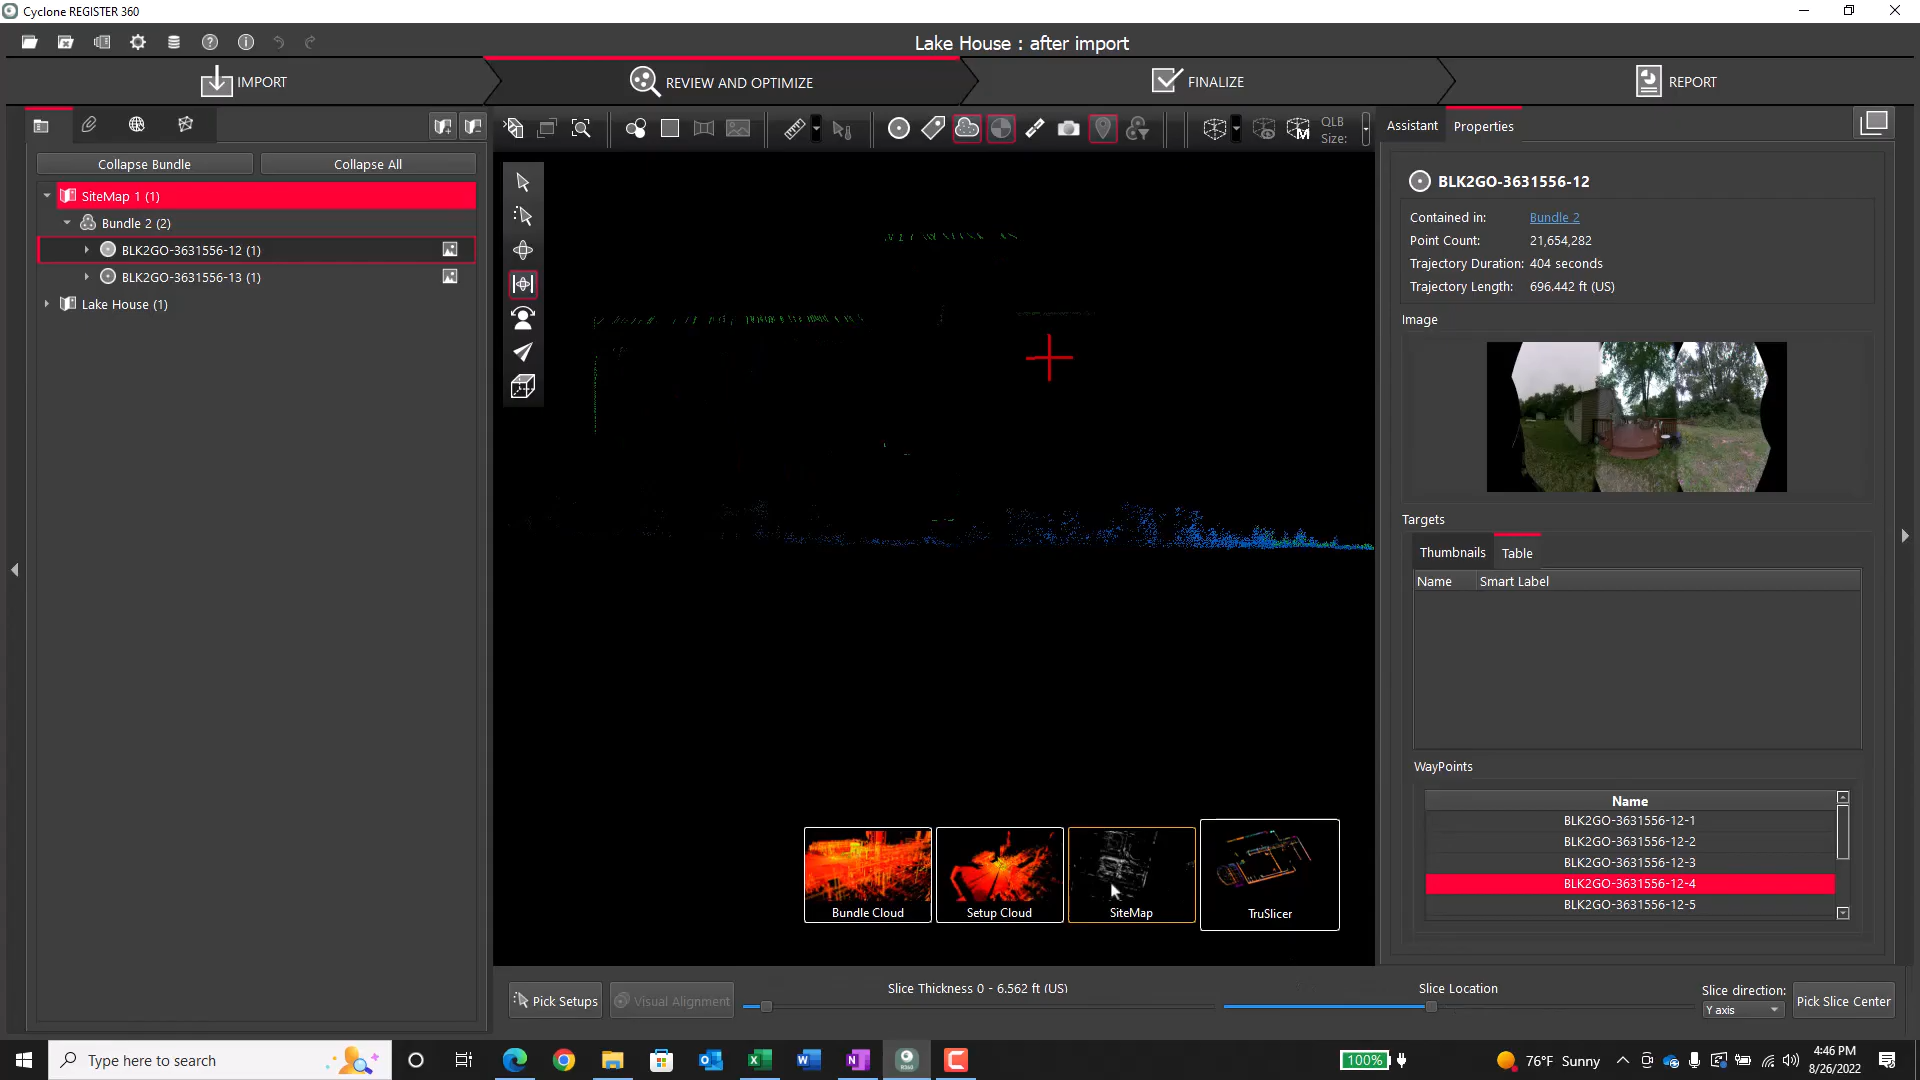 Cyclone REGISTER 360
Lake House : after import
IMPORT
REVIEW AND OPTIMIZE
FINALIZE
REPORT
QLB
Size:
Assistant
Properties
Collapse Bundle
Collapse All
SiteMap 1 (1)
Bundle 2 (2)
BLK2GO-3631556-12 (1)
BLK2GO-3631556-13 (1)
Lake House (1)
BLK2GO-3631556-12
Contained in: Bundle 2
Point Count: 21,654,282
Trajectory Duration: 404 seconds
Trajectory Length: 696.442 ft (US)
Image
Targets
Thumbnails
Table
Name
Smart Label
WayPoints
Name
BLK2GO-3631556-12-1
BLK2GO-3631556-12-2
BLK2GO-3631556-12-3
BLK2GO-3631556-12-4
BLK2GO-3631556-12-5
Bundle Cloud
Setup Cloud
SiteMap
TruSlicer
Pick Setups
Visual Alignment
Slice Thickness 0 - 6.562 ft (US)
Slice Location
Slice direction:
Y axis
Pick Slice Center
Type here to search
100%
76°F Sunny
4:46 PM
8/26/2022